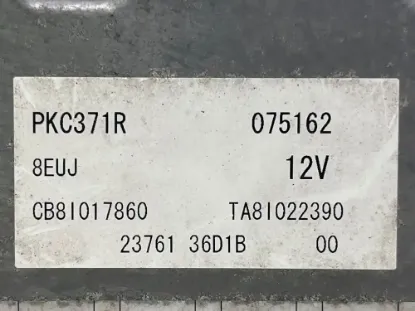 PKC371R 075162
8EUJ 12V
CB8I017860 TA8I022390
23761 36D1B 00